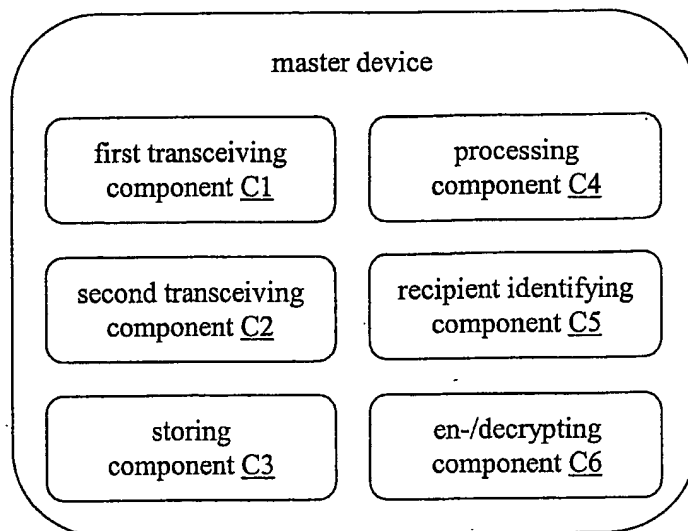 master device
first transceiving
component C1
processing
component C4
second transceiving
component C2
recipient identifying
component C5
storing
component C3
en-/decrypting
component C6